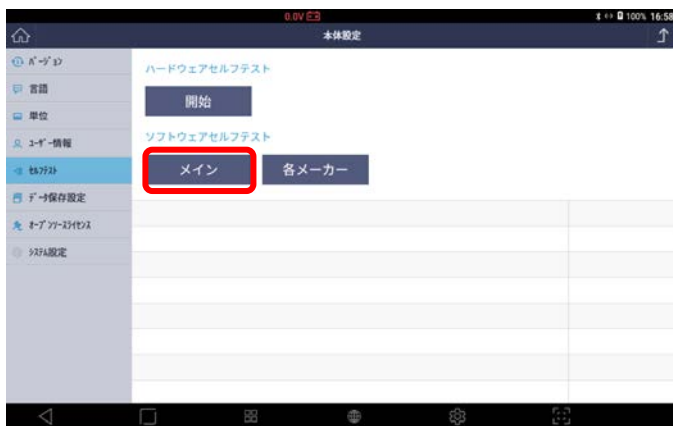 0.0V
100% 16:58
本体設定
ﾊﾞｰｼﾞｮﾝ
言語
単位
ﾕｰｻﾞｰ情報
ｾﾙﾌﾃｽﾄ
ﾃﾞｰﾀ保存設定
ｵｰﾌﾟﾝｿｰｽﾗｲｾﾝｽ
ｼｽﾃﾑ設定
ハードウェアセルフテスト
開始
ソフトウェアセルフテスト
メイン
各メーカー